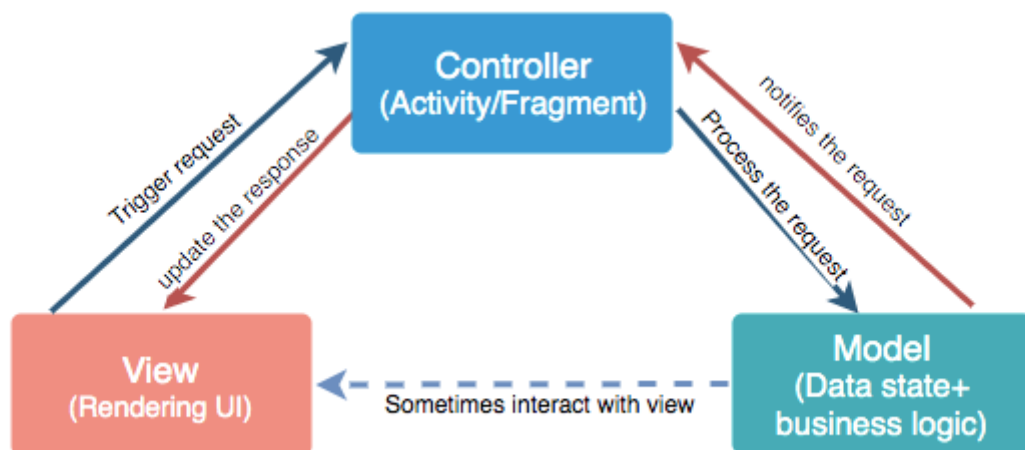 Controller
(Activity/Fragment)
Trigger request
update the response
Process the request
notifies the request
View
(Rendering UI)
Sometimes interact with view
Model
(Data state+
business logic)